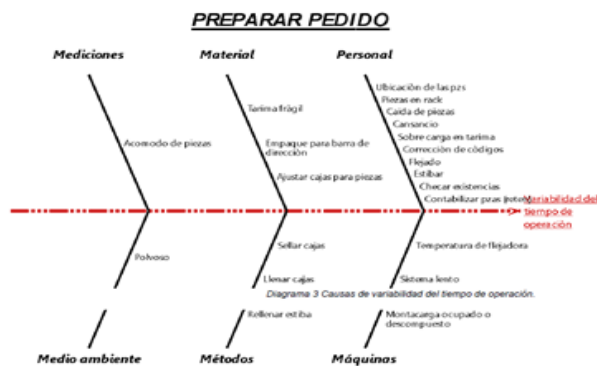 PREPARAR PEDIDO
Mediciones
Material
Personal
Ubicación de las pzs
Piezas en rack
Caida de piezas
Cansancio
Sobre carga en tarima
Corrección de códigos
Flejado
Estibar
Checar existencias
Contabilizar pzas
Tarima frágil
Empaque para barra de
dirección
Ajustar cajas para piezas
Acomodo de piezas
Variabilidad del
tiempo de
operación
Polvoso
Sellar cajas
Llenar cajas
Temperatura de flejadora
Sistema lento
Diagrama 3 Causas de variabilidad del tiempo de operación.
Rellenar estiba
Montacarga ocupado o
descompuesto
Medio ambiente
Métodos
Máquinas